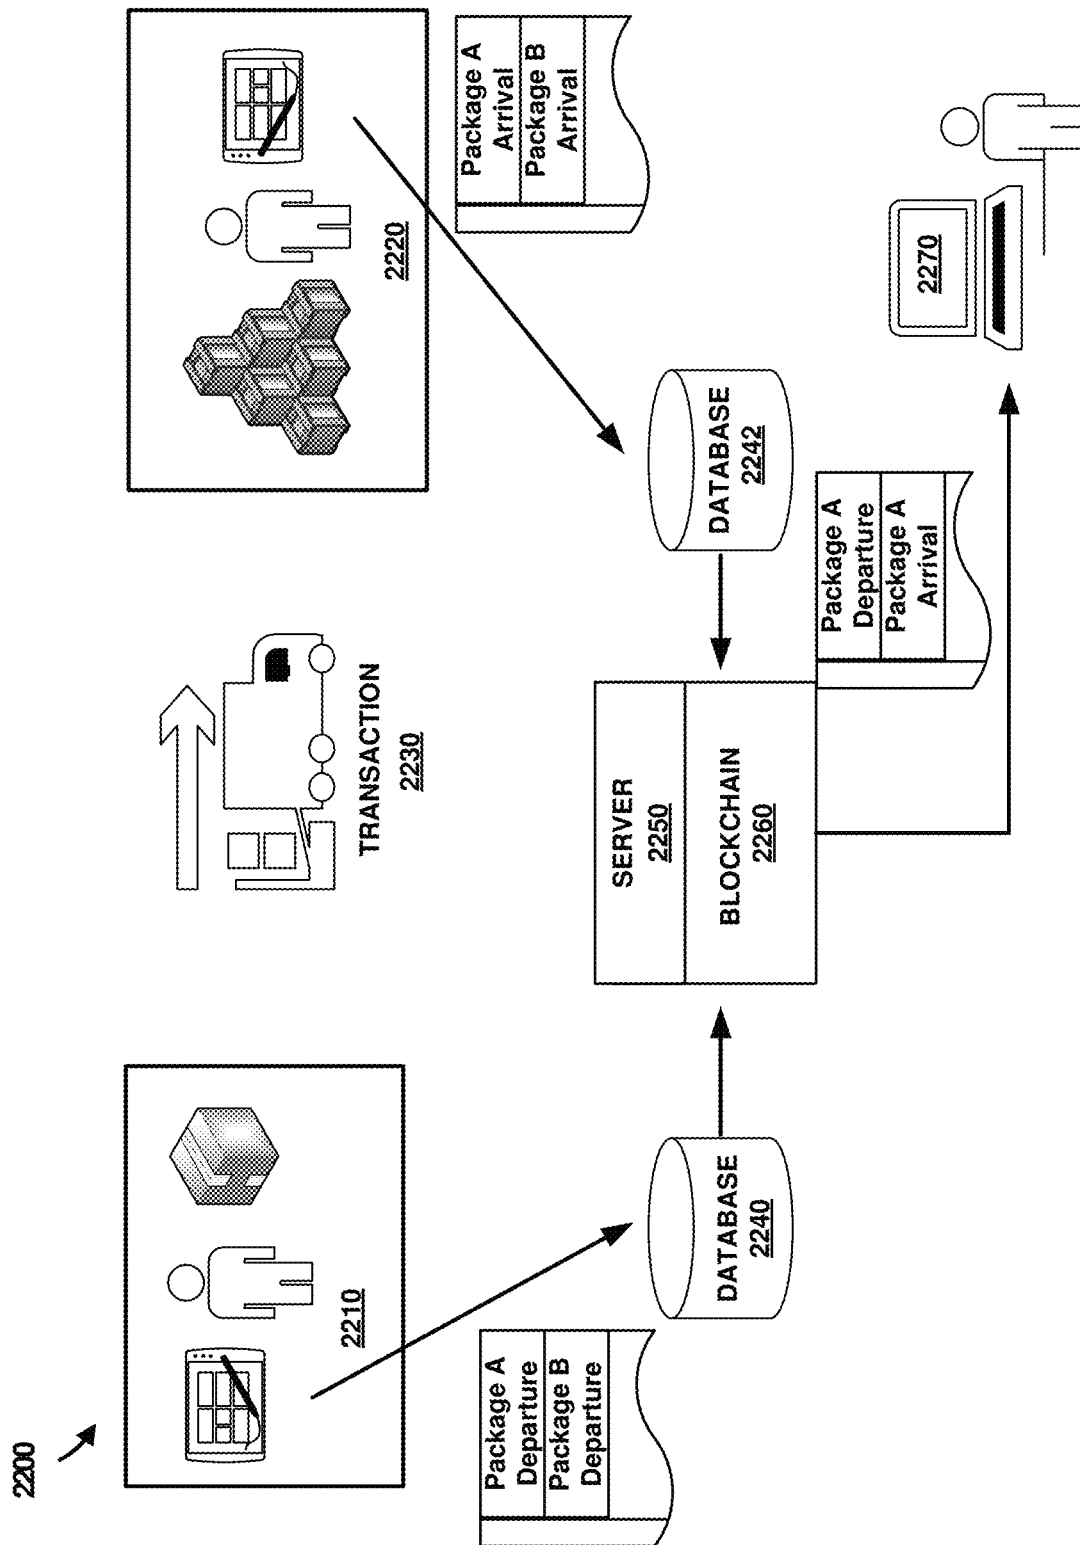 2200
2210
TRANSACTION
2230
2220
Package A
Departure
Package B
Departure
Package A
Arrival
Package B
Arrival
DATABASE
2240
SERVER
2250
BLOCKCHAIN
2260
DATABASE
2242
Package A
Departure
Package A
Arrival
2270